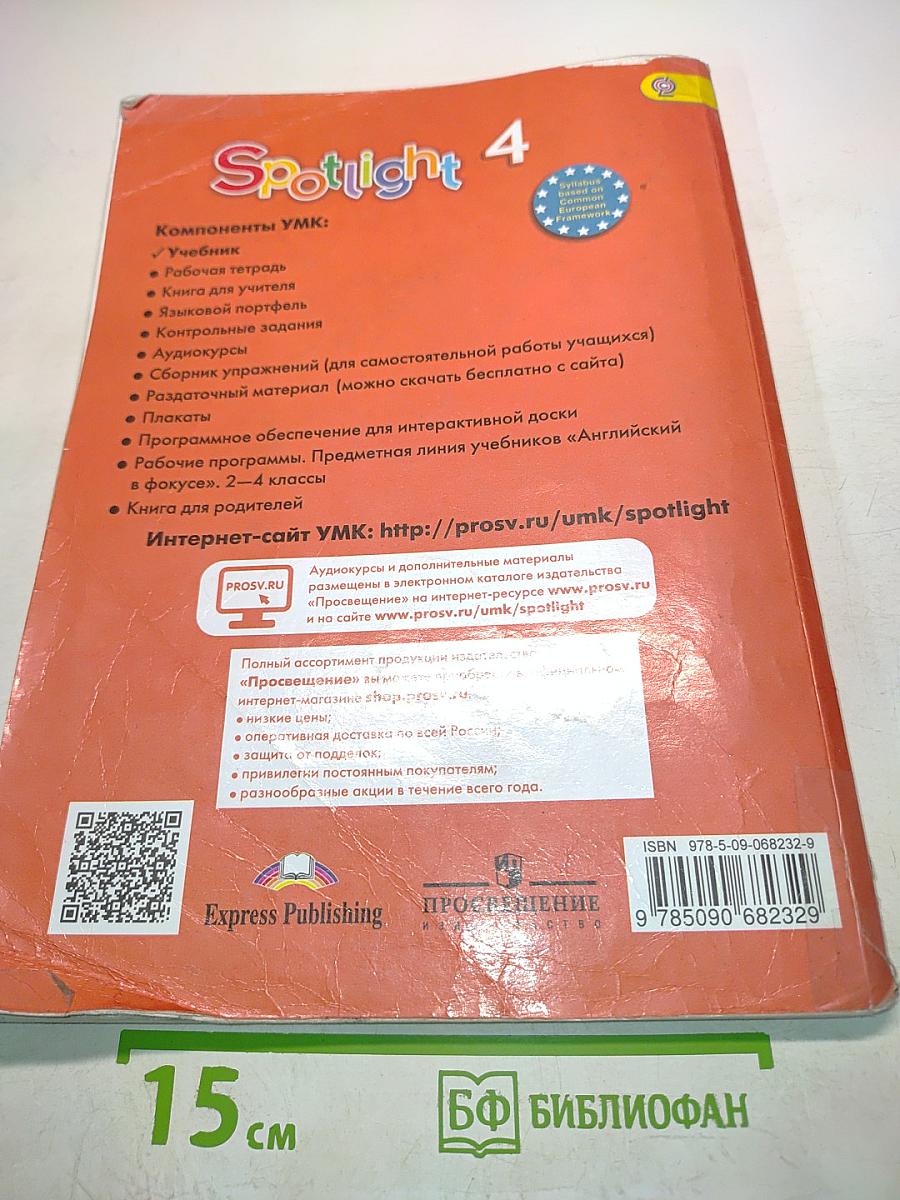 Spotlight 4
Syllabus
based on
Common
European
Framework
Компоненты УМК:
✓ Учебник
• Рабочая тетрадь
• Книга для учителя
• Языковой портфель
• Контрольные задания
• Аудиокурсы
• Сборник упражнений (для самостоятельной работы учащихся)
• Раздаточный материал (можно скачать бесплатно с сайта)
• Плакаты
• Программное обеспечение для интерактивной доски
• Рабочие программы. Предметная линия учебников «Английский
в фокусе». 2—4 классы
• Книга для родителей
Интернет-сайт УМК: http://prosv.ru/umk/spotlight
PROSV.RU
Аудиокурсы и дополнительные материалы
размещены в электронном каталоге издательства
«Просвещение» на интернет-ресурсе www.prosv.ru
и на сайте www.prosv.ru/umk/spotlight
Полный ассортимент продукции издательства
«Просвещение» вы можете
интернет-магазине shop.prosv.ru:
• низкие цены;
• оперативная доставка по всей России;
• защита от подделок;
• привилегии постоянным покупателям;
• разнообразные акции в течение всего года.
Express Publishing
ПРОСВЕЩЕНИЕ
ИЗДАТЕЛЬСТВО
ISBN 978-5-09-068232-9
9 785090 682329
15 см
БФ БИБЛИОФАН